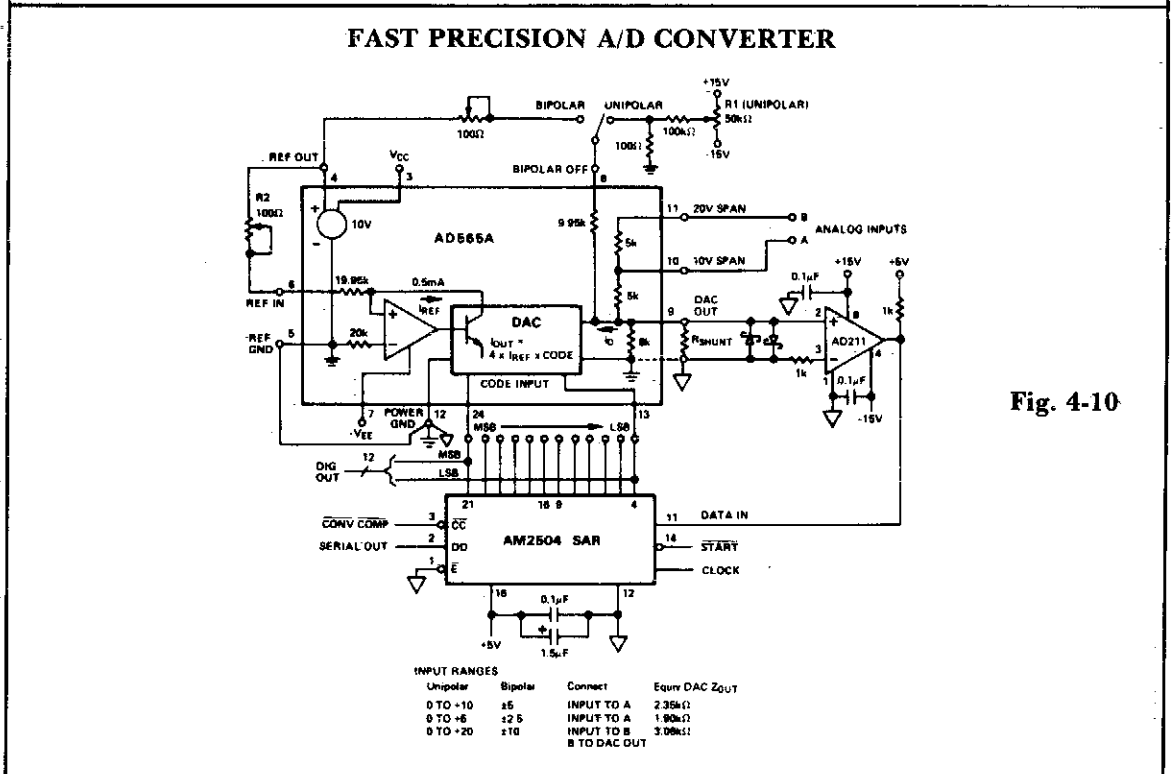 FAST PRECISION A/D CONVERTER
+15V
BIPOLAR
UNIPOLAR
R1 (UNIPOLAR)
50kΩ
100Ω
100kΩ
100Ω
-15V
REF OUT
VCC
4
3
BIPOLAR OFF
8
R2
100Ω
+
10V
-
AD565A
9.95k
11
20V SPAN
B
5k
ANALOG INPUTS
10
10V SPAN
A
+15V
+5V
0.1μF
6
19.95k
0.5mA
5k
REF IN
IREF
9
DAC
OUT
1k
DAC
+
2
+
8
REF
GND
5
20k
-
IOUT =
4 x IREF x CODE
IO
8k
RSHUNT
3
-
AD211
4
1k
1
0.1μF
CODE INPUT
-15V
Fig. 4-10
7
POWER
GND
12
24
13
-VEE
MSB
LSB
DIG
OUT
12
MSB
LSB
21
16 9
4
11
DATA IN
CONV COMP
3
CC
AM2504 SAR
14
START
SERIAL OUT
2
DD
CLOCK
1
E
16
0.1μF
12
+5V
+
1.5μF
INPUT RANGES
Unipolar Bipolar Connect Equiv DAC ZOUT
0 TO +10 ±5 INPUT TO A 2.35kΩ
0 TO +5 ±2.5 INPUT TO A 1.90kΩ
0 TO +20 ±10 INPUT TO B 3.08kΩ
B TO DAC OUT